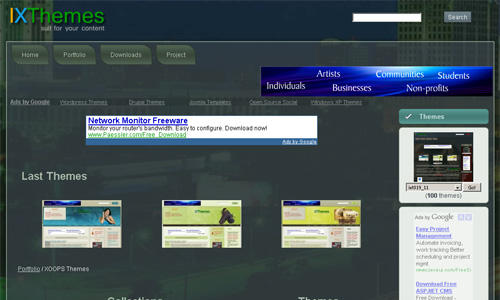 IXThemes
suit for your content
Search
Home
Portfolio
Downloads
Project
Artists
Communities
Students
Individuals
Businesses
Non-profits
Ads by Google
Wordpress Themes
Drupal Themes
Joomla Templates
Open Source Social
Windows XP Themes
Network Monitor Freeware
Monitor your router's bandwidth. Easy to configure. Download now!
www.Paessler.com/Free_Download
Ads by Google
Themes
(100 themes)
Go!
Last Themes
Ads by Google
Easy Project
Management
Automate invoicing,
work tracking Better
scheduling and project
mgmt
Download Free
ASP.NET CMS
Free Download -
Portfolio / XOOPS Themes
Collections
Themes